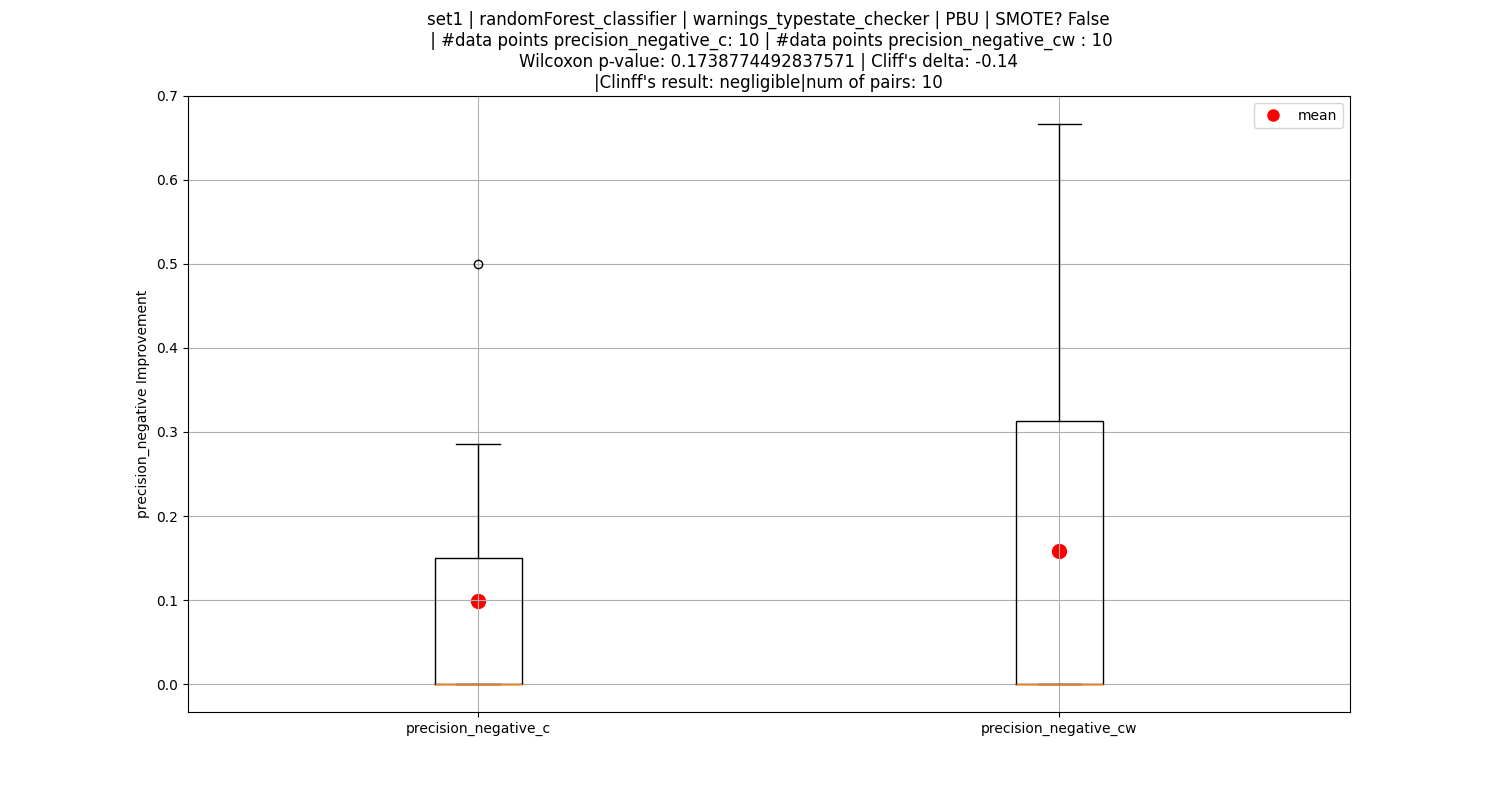 set1 | randomForest_classifier | warnings_typestate_checker | PBU | SMOTE? False
| #data points precision_negative_c: 10 | #data points precision_negative_cw : 10
Wilcoxon p-value: 0.1738774492837571 | Cliff's delta: -0.14
|Clinff's result: negligible|num of pairs: 10
mean
0.7
0.6
0.5
0.4
0.3
0.2
0.1
0.0
precision_negative Improvement
precision_negative_c
precision_negative_cw